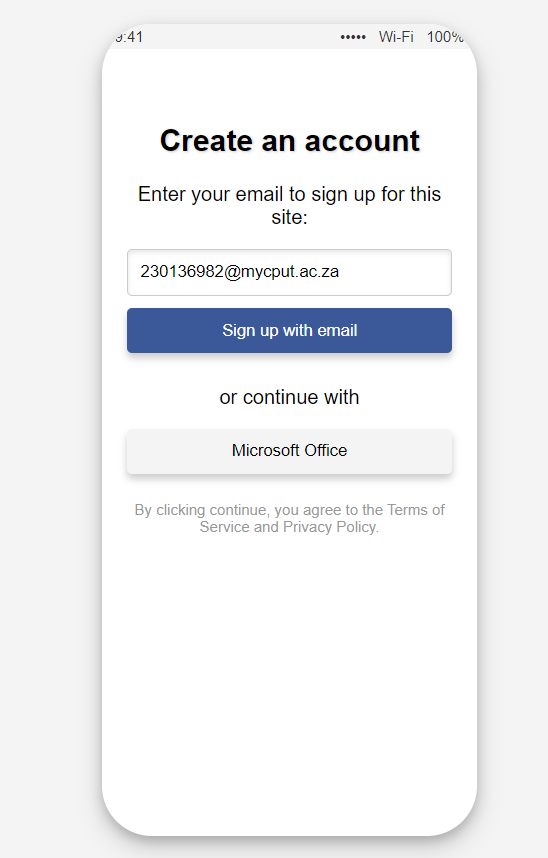 9:41 ••••• Wi-Fi 100%
Create an account
Enter your email to sign up for this
site:
230136982@mycput.ac.za
Sign up with email
or continue with
Microsoft Office
By clicking continue, you agree to the Terms of
Service and Privacy Policy.